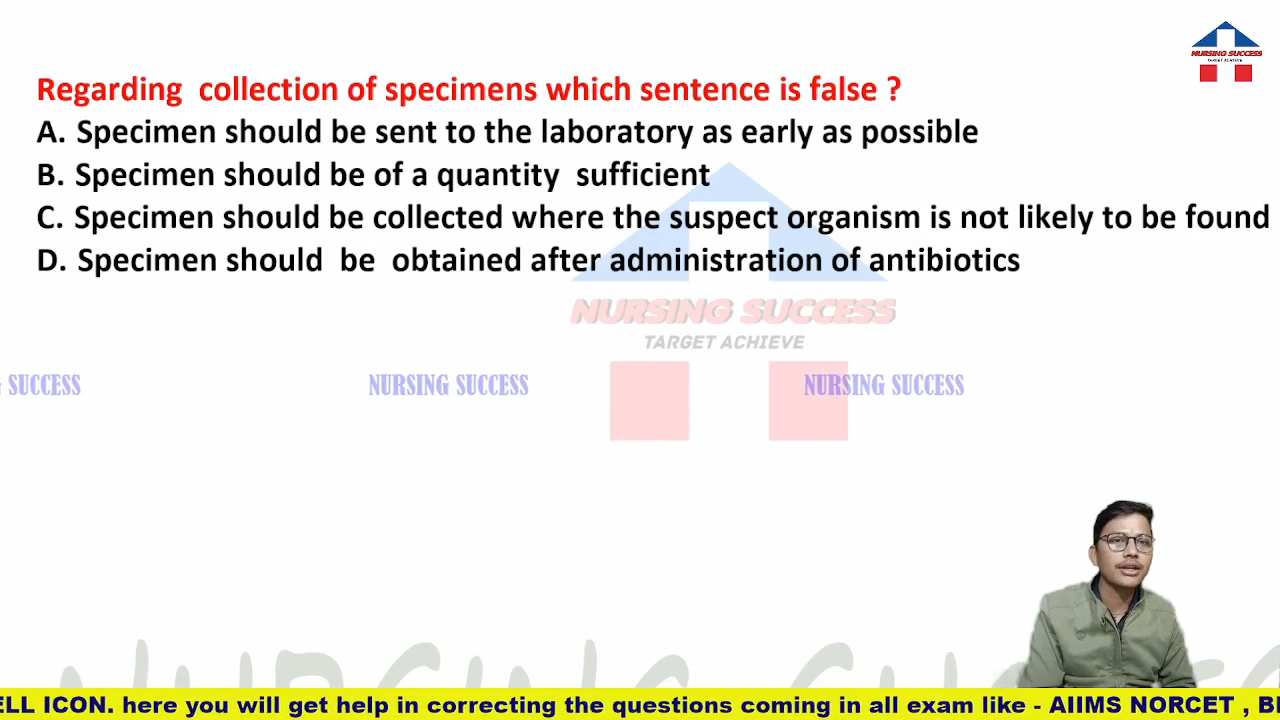 NURSING SUCCESS
TARGET ACHIEVE
Regarding collection of specimens which sentence is false ?
A. Specimen should be sent to the laboratory as early as possible
B. Specimen should be of a quantity sufficient
C. Specimen should be collected where the suspect organism is not likely to be found
D. Specimen should be obtained after administration of antibiotics
NURSING SUCCESS
TARGET ACHIEVE
SUCCESS NURSING SUCCESS NURSING SUCCESS
ELL ICON. here you will get help in correcting the questions coming in all exam like - AIIMS NORCET , B